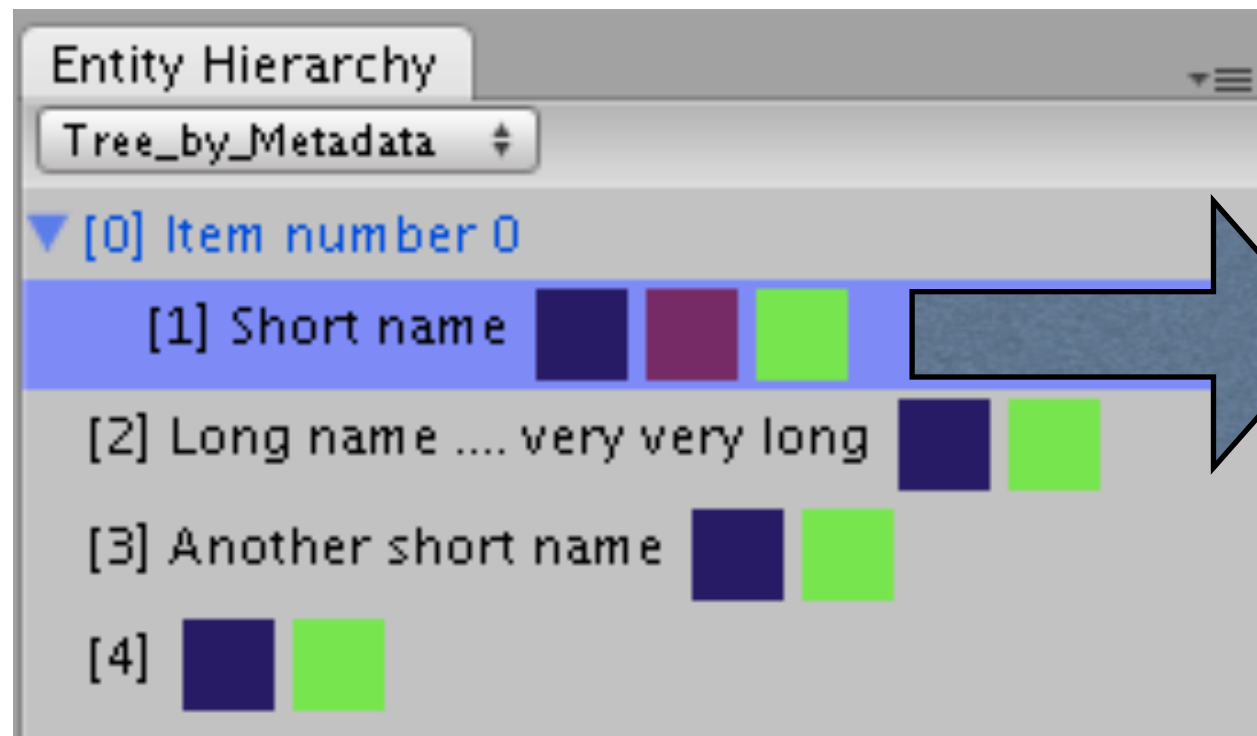 Entity Hierarchy
Tree_by_Metadata
[0] Item number 0
[1] Short name
[2] Long name .... very very long
[3] Another short name
[4]